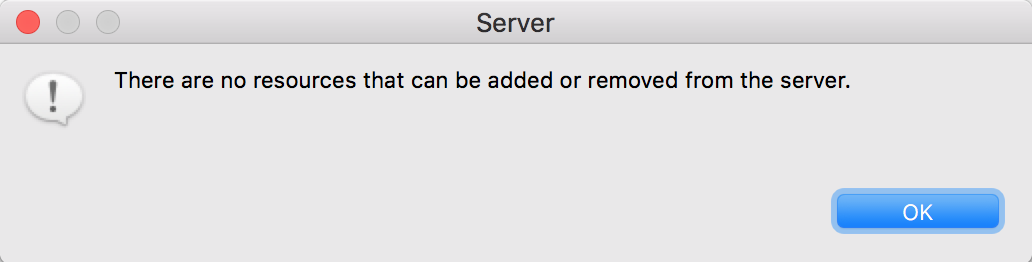 Server
There are no resources that can be added or removed from the server.
OK